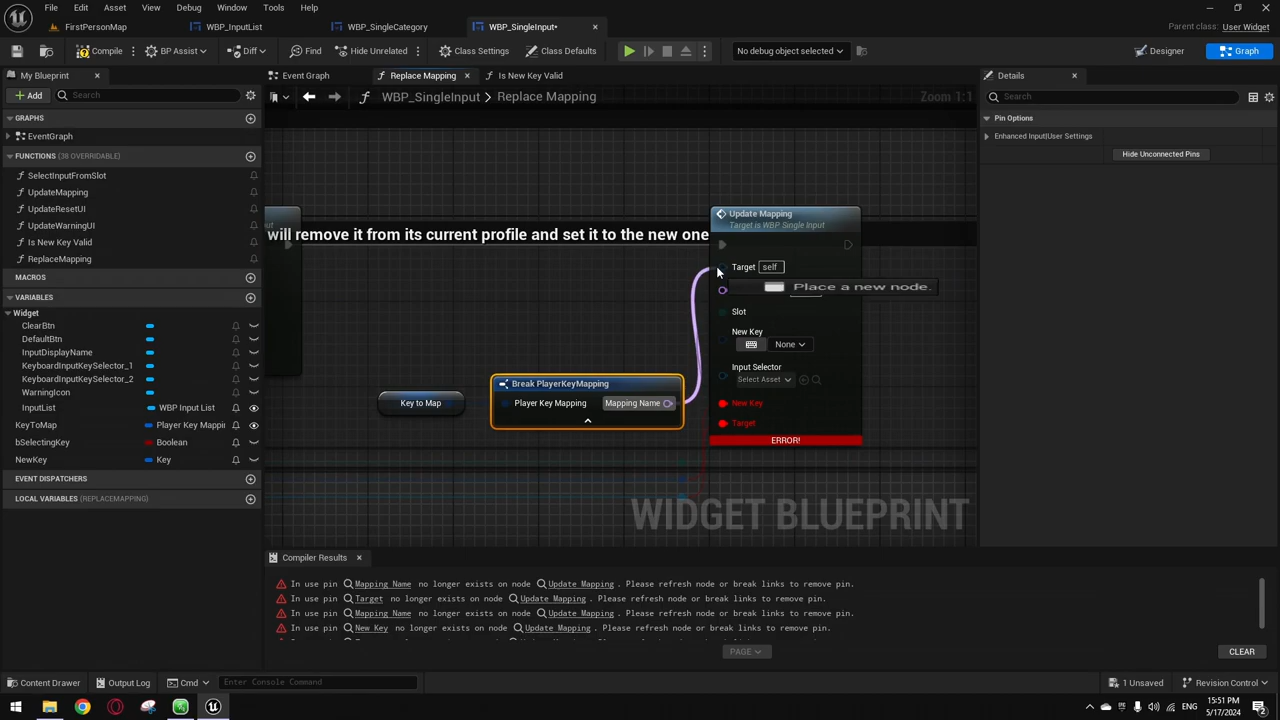 File Edit Asset View Debug Window Tools Help
FirstPersonMap
WBP_InputList
WBP_SingleCategory
WBP_SingleInput*
Parent class: User Widget
Compile
BP Assist
Diff
Find
Hide Unrelated
Class Settings
Class Defaults
No debug object selected
Designer
Graph
My Blueprint
Event Graph
Replace Mapping
Is New Key Valid
Details
Add
Search
WBP_SingleInput > Replace Mapping
Zoom 1:1
Search
GRAPHS
EventGraph
FUNCTIONS (38 OVERRIDABLE)
SelectInputFromSlot
UpdateMapping
UpdateResetUI
UpdateWarningUI
Is New Key Valid
ReplaceMapping
MACROS
VARIABLES
Widget
ClearBtn
DefaultBtn
InputDisplayName
KeyboardInputKeySelector_1
KeyboardInputKeySelector_2
WarningIcon
InputList WBP Input List
yToMap Player Key Mappi
bSelectingKey Boolean
NewKey Key
EVENT DISPATCHERS
LOCAL VARIABLES (REPLACEMAPPING)
will remove it from its current profile and set it to the new one
Update Mapping
Target is WBP Single Input
Target self
Place a new node.
Slot
New Key
None
Input Selector
Select Asset
New Key
Target
ERROR!
Key to Map
Break PlayerKeyMapping
Player Key Mapping Mapping Name
WIDGET BLUEPRINT
Pin Options
Enhanced Input|User Settings
Hide Unconnected Pins
Compiler Results
In use pin Mapping Name no longer exists on node Update Mapping . Please refresh node or break links to remove pin.
In use pin Target no longer exists on node Update Mapping . Please refresh node or break links to remove pin.
In use pin Mapping Name no longer exists on node Update Mapping . Please refresh node or break links to remove pin.
In use pin New Key no longer exists on node Update Mapping . Please refresh node or break links to remove pin.
PAGE
CLEAR
Content Drawer
Output Log
Cmd
Enter Console Command
1 Unsaved
Revision Control
ENG
15:51 PM
5/17/2024
2